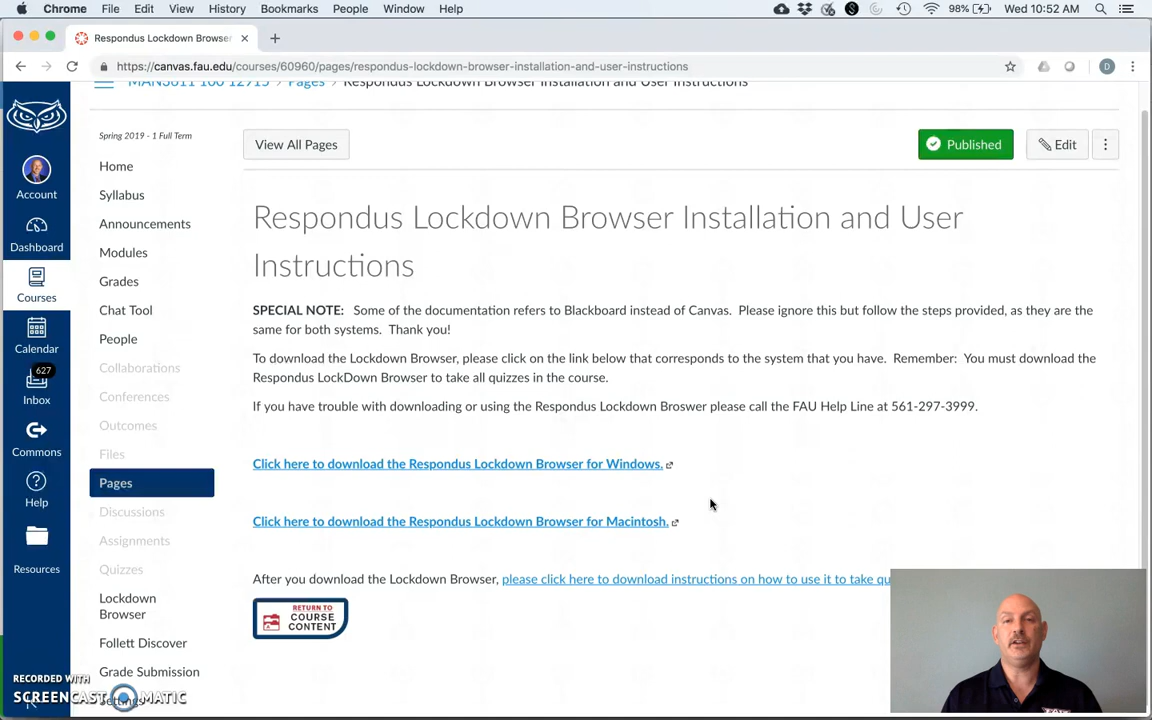 Chrome File Edit View History Bookmarks People Window Help 98% Wed 10:52 AM
Respondus Lockdown Browse
https://canvas.fau.edu/courses/60960/pages/respondus-lockdown-browser-installation-and-user-instructions D
MAN3611 100 12915 Pages Respondus Lockdown Browser Installation and User Instructions
Spring 2019 - 1 Full Term
View All Pages
Published
Edit
Account
Dashboard
Courses
Calendar
627
Inbox
Commons
Help
Resources
Home
Syllabus
Announcements
Modules
Grades
Chat Tool
People
Collaborations
Conferences
Outcomes
Files
Pages
Discussions
Assignments
Quizzes
Lockdown
Browser
Follett Discover
Grade Submission
Settings
Respondus Lockdown Browser Installation and User
Instructions
SPECIAL NOTE: Some of the documentation refers to Blackboard instead of Canvas. Please ignore this but follow the steps provided, as they are the
same for both systems. Thank you!
To download the Lockdown Browser, please click on the link below that corresponds to the system that you have. Remember: You must download the
Respondus LockDown Browser to take all quizzes in the course.
If you have trouble with downloading or using the Respondus Lockdown Broswer please call the FAU Help Line at 561-297-3999.
Click here to download the Respondus Lockdown Browser for Windows.
Click here to download the Respondus Lockdown Browser for Macintosh.
After you download the Lockdown Browser, please click here to download instructions on how to use it to take qu
RETURN TO
COURSE
CONTENT
RECORDED WITH
SCREENCAST MATIC
FAU